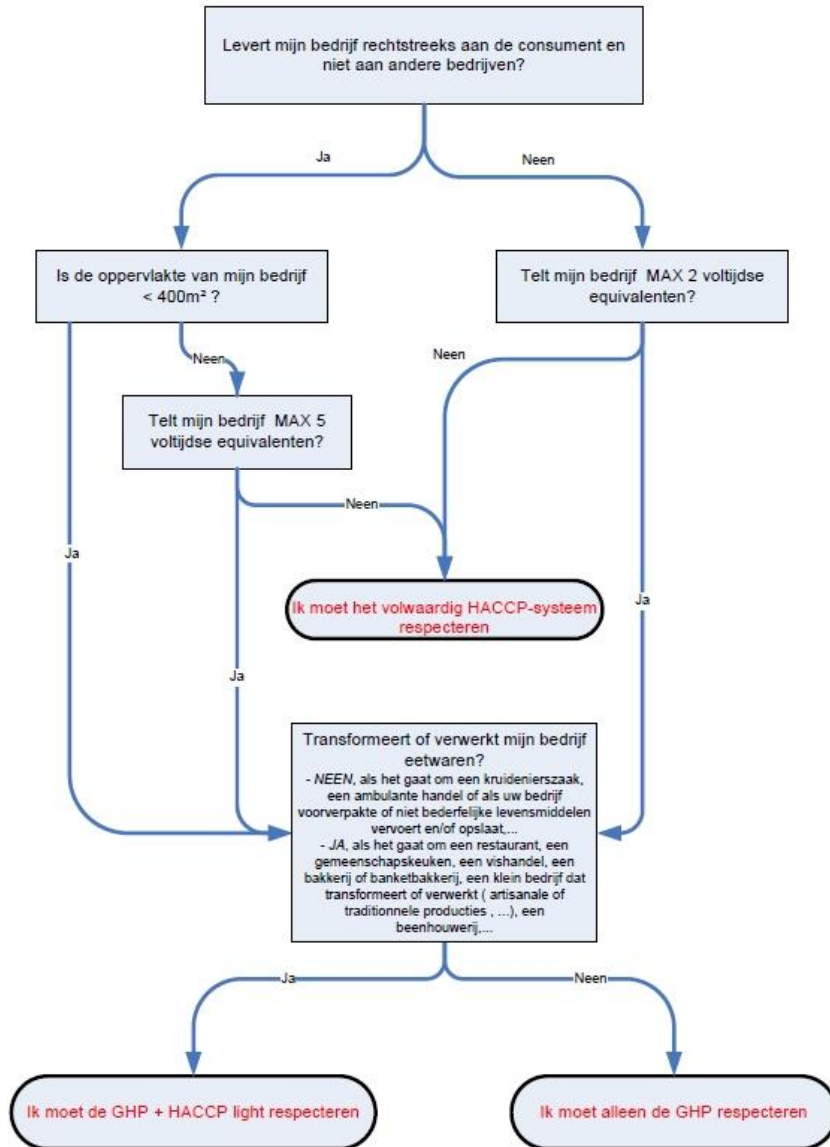 Levert mijn bedrijf rechtstreeks aan de consument en
niet aan andere bedrijven?
Ja
Neen
Is de oppervlakte van mijn bedrijf
< 400m² ?
Telt mijn bedrijf MAX 2 voltijdse
equivalenten?
Neen
Neen
Telt mijn bedrijf MAX 5
voltijdse equivalenten?
Neen
Ja
Ik moet het volwaardig HACCP-systeem
respecteren
Ja
Ja
Transformeert of verwerkt mijn bedrijf
eetwaren?
- NEEN, als het gaat om een kruidenierszaak,
een ambulante handel of als uw bedrijf
voorverpakte of niet bederfelijke levensmiddelen
vervoert en/of opslaat,...
- JA, als het gaat om een restaurant, een
gemeenschapskeuken, een vishandel, een
bakkerij of banketbakkerij, een klein bedrijf dat
transformeert of verwerkt ( artisanale of
traditionnele producties , ...), een
beenhouwerij,...
Ja
Neen
Ik moet de GHP + HACCP light respecteren
Ik moet alleen de GHP respecteren